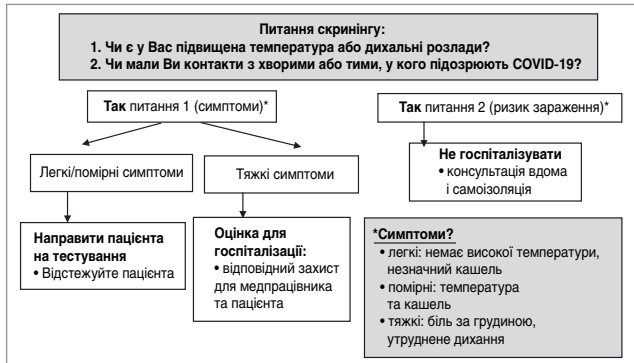 Питання скринінгу:
1. Чи є у Вас підвищена температура або дихальні розлади?
2. Чи мали Ви контакти з хворими або тими, у кого підозрюють COVID-19?
Так питання 1 (симптоми)*
Так питання 2 (ризик зараження)*
Легкі/помірні симптоми
Тяжкі симптоми
Не госпіталізувати
• консультація вдома
і самоізоляція
Направити пацієнта
на тестування
• Відстежуйте пацієнта
Оцінка для
госпіталізації:
• відповідний захист
для медпрацівника
та пацієнта
*Симптоми?
• легкі: немає високої температури,
незначний кашель
• помірні: температура
та кашель
• тяжкі: біль за грудиною,
утруднене дихання